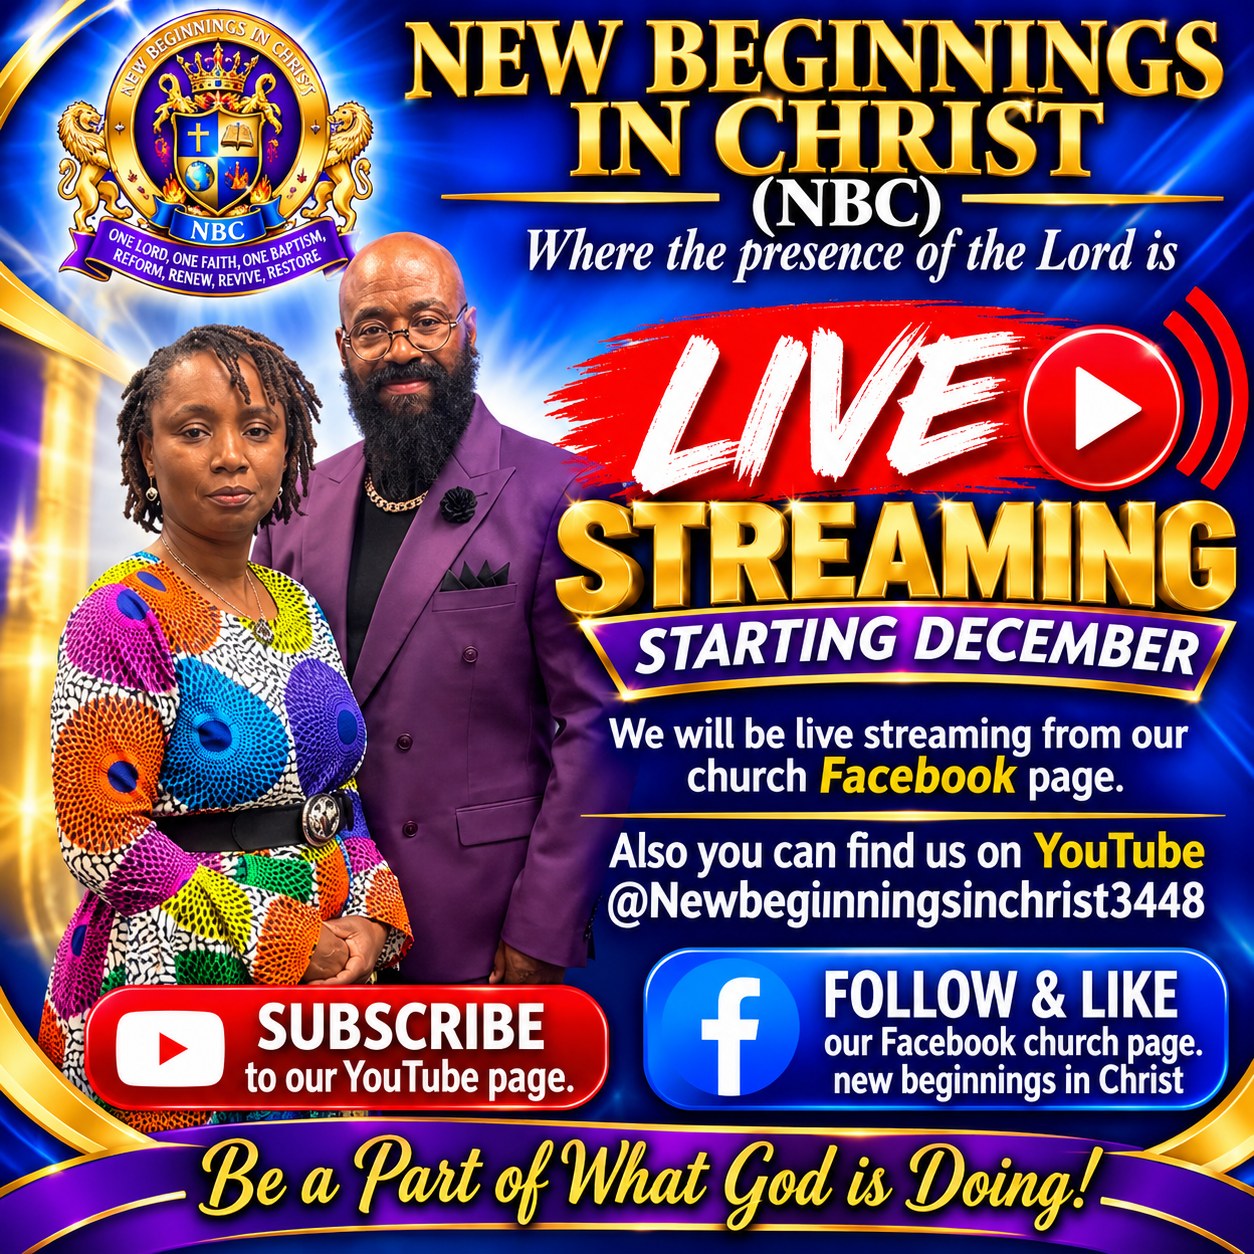 NEW BEGINNINGS IN CHRIST
NBC
ONE LORD, ONE FAITH, ONE BAPTISM,
REFORM, RENEW, REVIVE, RESTORE
NEW BEGINNINGS
IN CHRIST
(NBC)
Where the presence of the Lord is
LIVE
STREAMING
STARTING DECEMBER
We will be live streaming from our
church Facebook page.
Also you can find us on YouTube
@Newbegiınningsinchrist3448
SUBSCRIBE
to our YouTube page.
f
FOLLOW & LIKE
our Facebook church page.
new beginnings in Christ
Be a Part of What God is Doing!